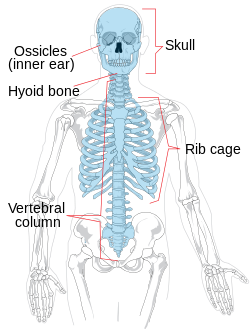 Skull
Ossicles
(inner ear)
Hyoid bone
Rib cage
Vertebral
column